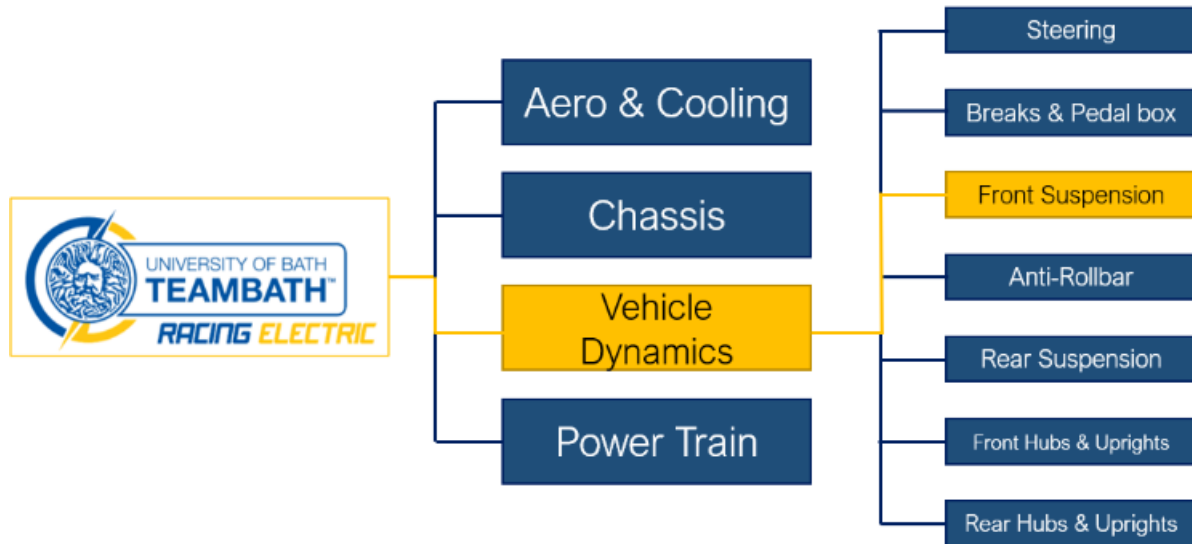 UNIVERSITY OF BATH
TEAMBATH™
RACING ELECTRIC
Aero & Cooling
Chassis
Vehicle
Dynamics
Power Train
Steering
Breaks & Pedal box
Front Suspension
Anti-Rollbar
Rear Suspension
Front Hubs & Uprights
Rear Hubs & Uprights